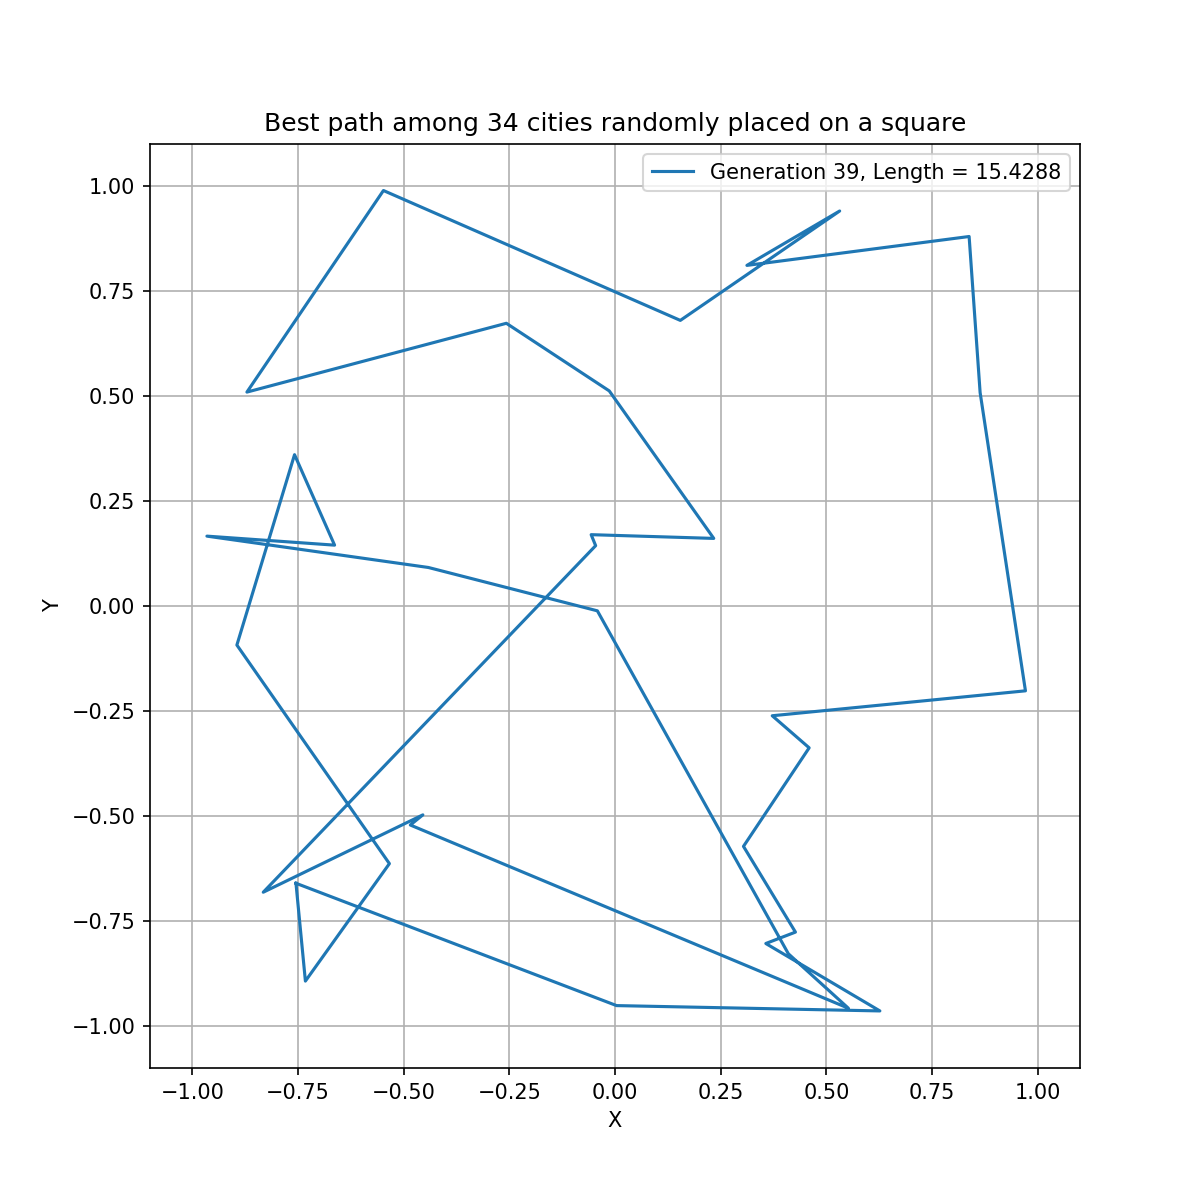 Best path among 34 cities randomly placed on a square
Generation 39, Length = 15.4288
1.00
0.75
0.50
0.25
0.00
−0.25
−0.50
−0.75
−1.00
Y
−1.00 −0.75 −0.50 −0.25 0.00 0.25 0.50 0.75 1.00
X